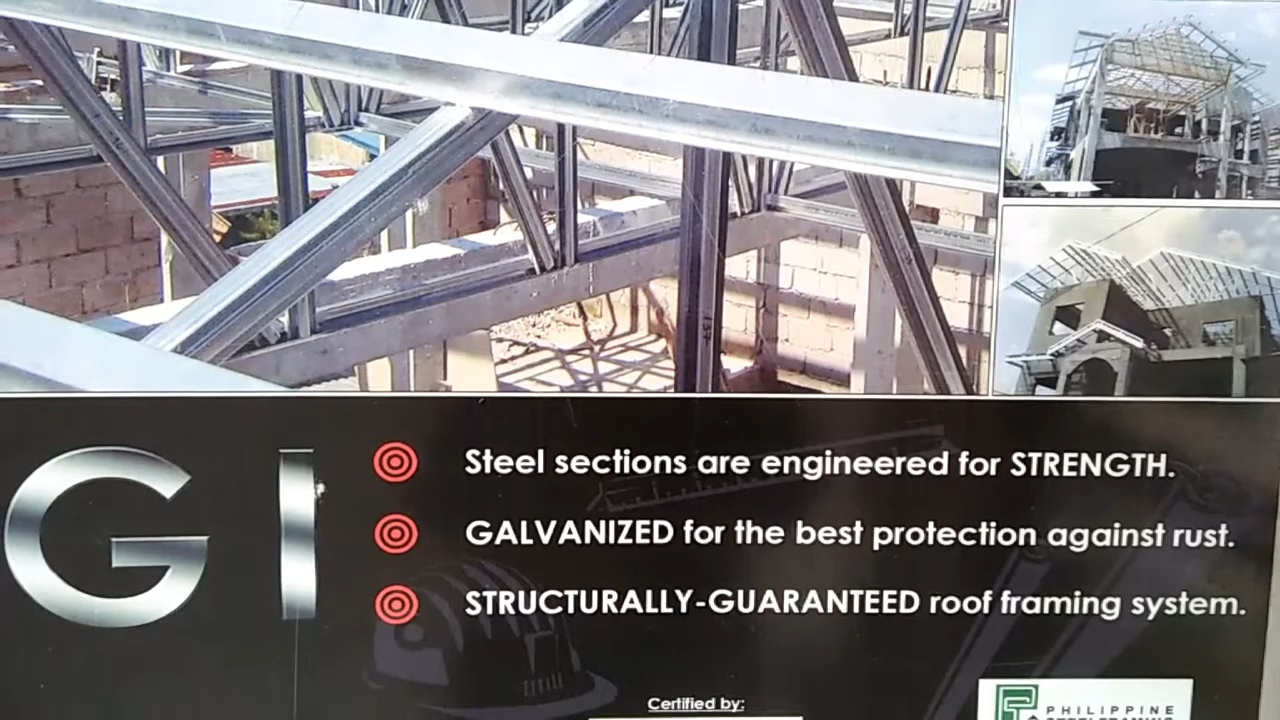 GI
Steel sections are engineered for STRENGTH.
GALVANIZED for the best protection against rust.
STRUCTURALLY-GUARANTEED roof framing system.
Certified by:
PHILIPPINE